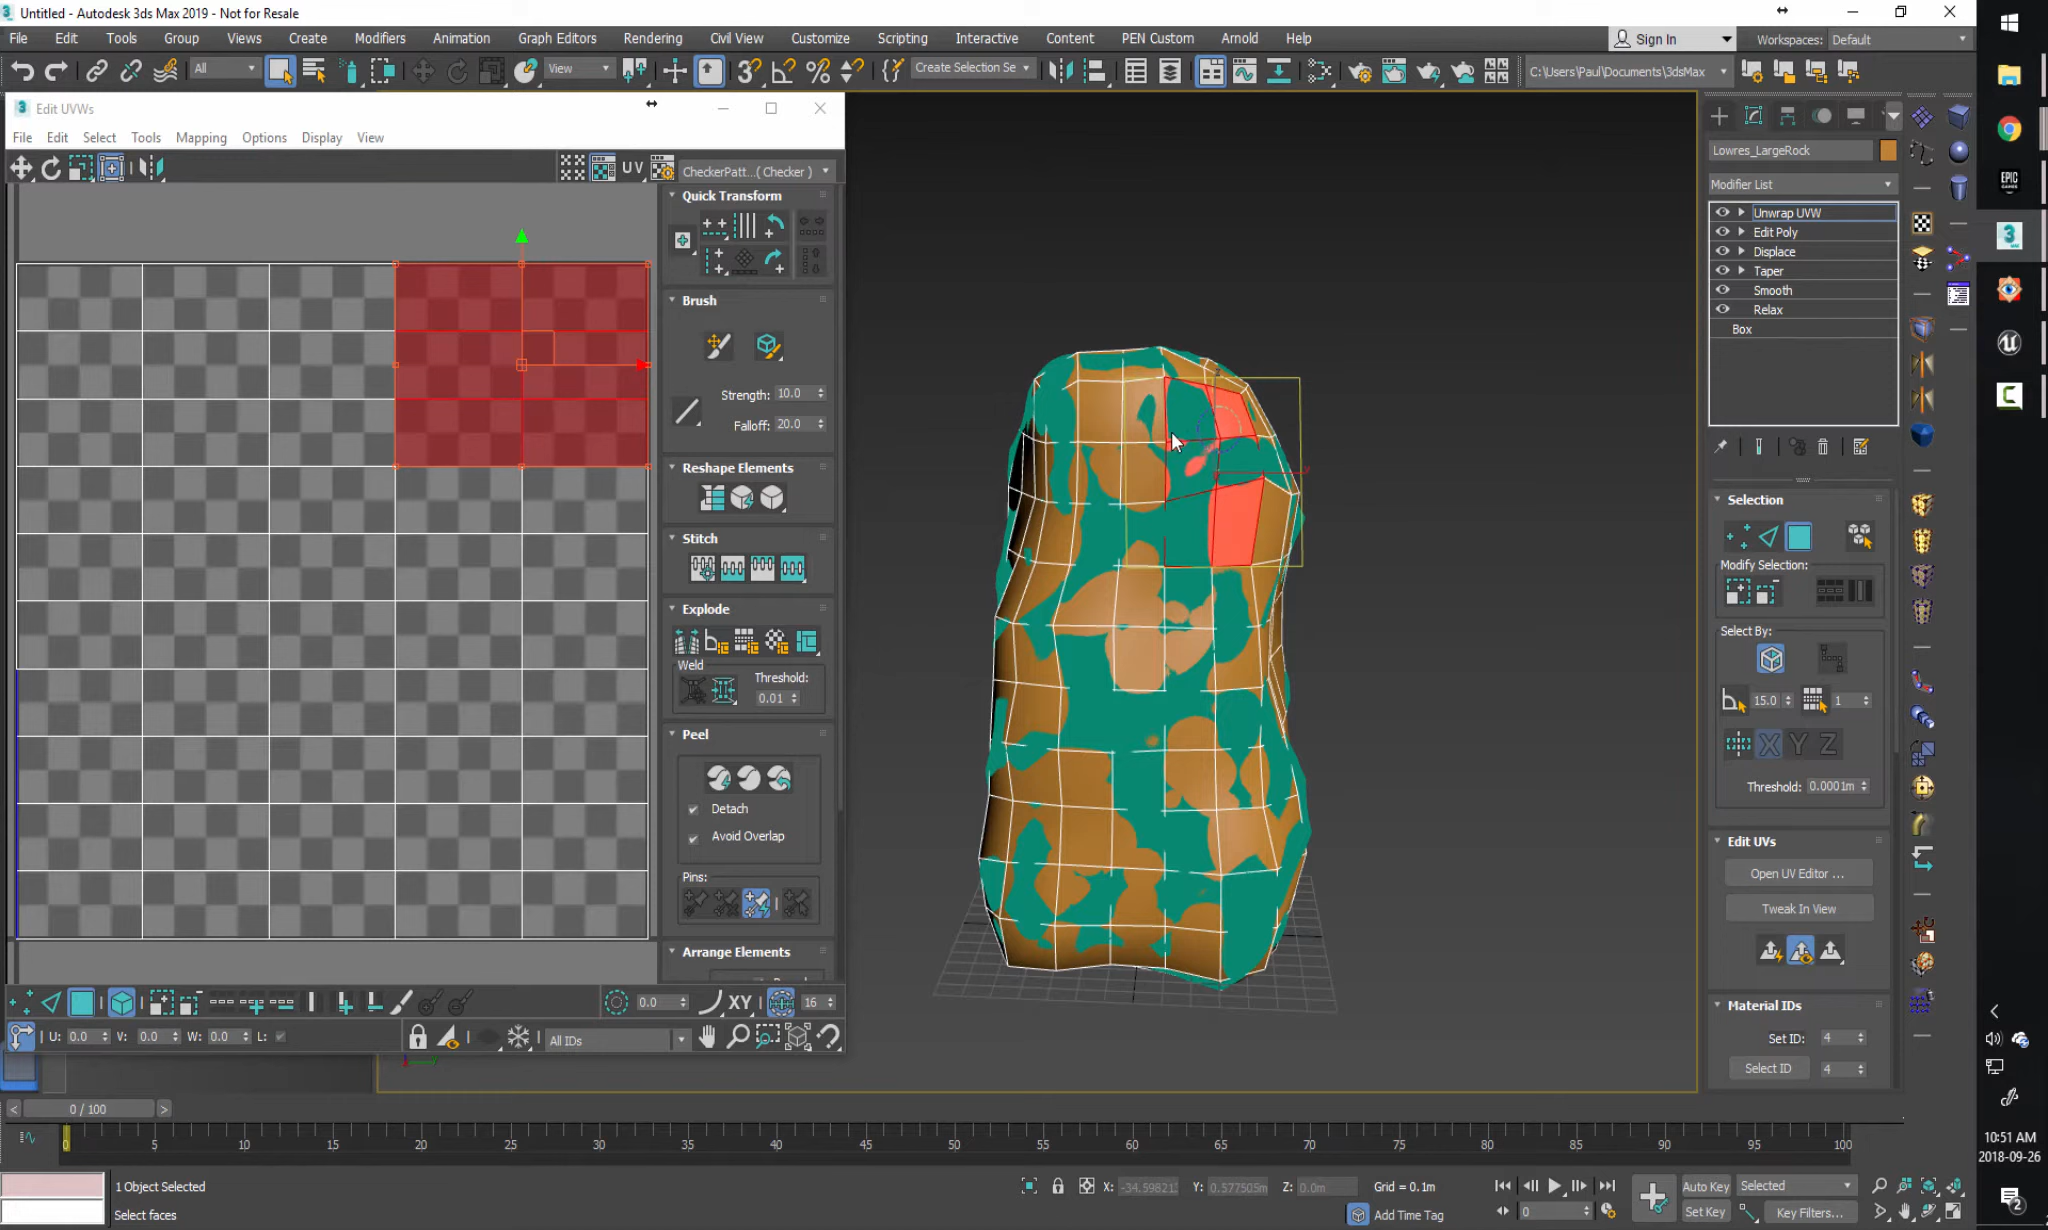 Untitled - Autodesk 3ds Max 2019 - Not for Resale
File Edit Tools Group Views Create Modifiers Animation Graph Editors Rendering Civil View Customize Scripting Interactive Content PEN Custom Arnold Help
Sign In
Workspaces: Default
All
View
Create Selection Se
C:\Users\Paul\Documents\3dsMax
Edit UVWs
File Edit Select Tools Mapping Options Display View
UV
CheckerPatt...( Checker )
Quick Transform
Brush
Strength: 10.0
Falloff: 20.0
Reshape Elements
Stitch
Explode
Weld
Threshold:
0.01
Peel
Detach
Avoid Overlap
Pins:
Arrange Elements
0.0
XY
16
U: 0.0 V: 0.0 W: 0.0 L:
All IDs
Lowres_LargeRock
Modifier List
Unwrap UVW
Edit Poly
Displace
Taper
Smooth
Relax
Box
Selection
Modify Selection:
Select By:
15.0
1
X Y Z
Threshold: 0.0001m
Edit UVs
Open UV Editor ...
Tweak In View
Material IDs
Set ID: 4
Select ID 4
EPIC
GAMES
3
10:51 AM
2018-09-26
2
0 / 100
0 5 10 15 20 25 30 35 40 45 50 55 60 65 70 75 80 85 90 95 100
1 Object Selected
Select faces
X: -34.59821
Y: 0.577505m
Z: 0.0m
Grid = 0.1m
Add Time Tag
0
Auto Key
Selected
Set Key
Key Filters...